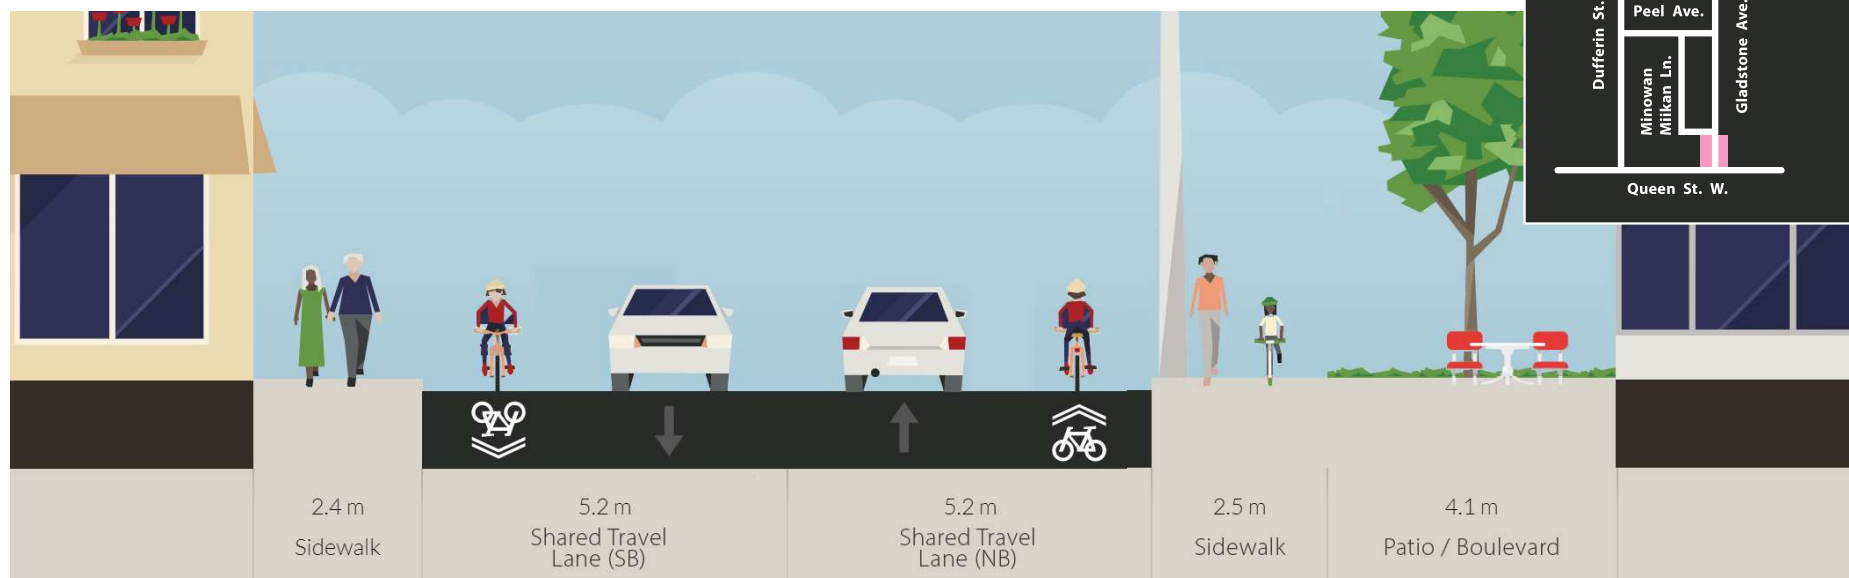 Peel Ave.
Dufferin St.
Gladstone Ave.
Minowan
Miikan Ln.
Queen St. W.
2.4 m
Sidewalk
5.2 m
Shared Travel
Lane (SB)
5.2 m
Shared Travel
Lane (NB)
2.5 m
Sidewalk
4.1 m
Patio / Boulevard